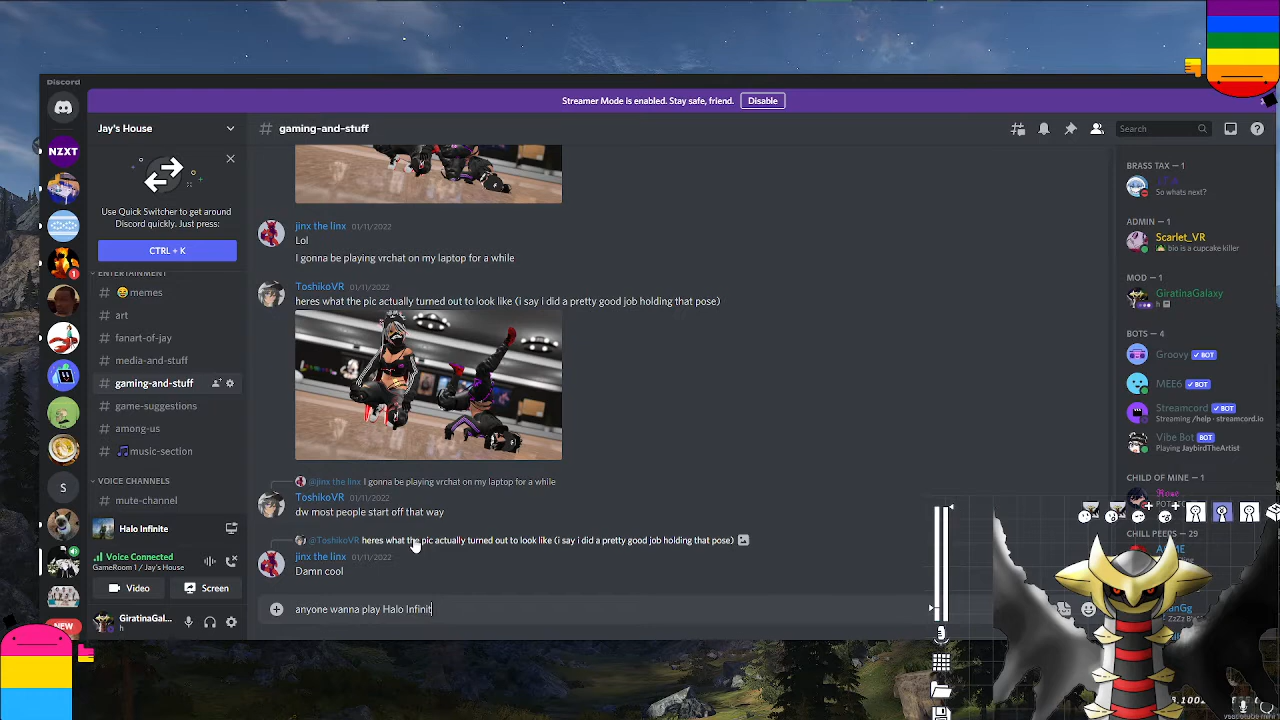 Discord
Streamer Mode is enabled. Stay safe, friend. Disable
NZXT
1
S
NEW
Jay's House
Use Quick Switcher to get around
Discord quickly. Just press:
CTRL + K
ENTERTAINMENT
# memes
# art
# fanart-of-jay
# media-and-stuff
# gaming-and-stuff
# game-suggestions
# among-us
# music-section
VOICE CHANNELS
# mute-channel
Halo Infinite
Voice Connected
GameRoom 1 / Jay's House
Video Screen
GiratinaGal...
h
# gaming-and-stuff
Search
jinx the linx 01/11/2022
Lol
I gonna be playing vrchat on my laptop for a while
ToshikoVR 01/11/2022
heres what the pic actually turned out to look like (i say i did a pretty good job holding that pose)
@jinx the linx I gonna be playing vrchat on my laptop for a while
ToshikoVR 01/11/2022
dw most people start off that way
@ToshikoVR heres what the pic actually turned out to look like (i say i did a pretty good job holding that pose)
jinx the linx 01/11/2022
Damn cool
anyone wanna play Halo Infinit
BRASS TAX — 1
So whats next?
ADMIN — 1
Scarlet_VR
bio is a cupcake killer
MOD — 1
GiratinaGalaxy
h
BOTS — 4
Groovy BOT
MEE6 BOT
Streamcord BOT
Streaming /help · streamcord.io
Vibe Bot BOT
Playing JaybirdTheArtist
CHILD OF MINE — 1
Rose
CHILL PEEPS — 29